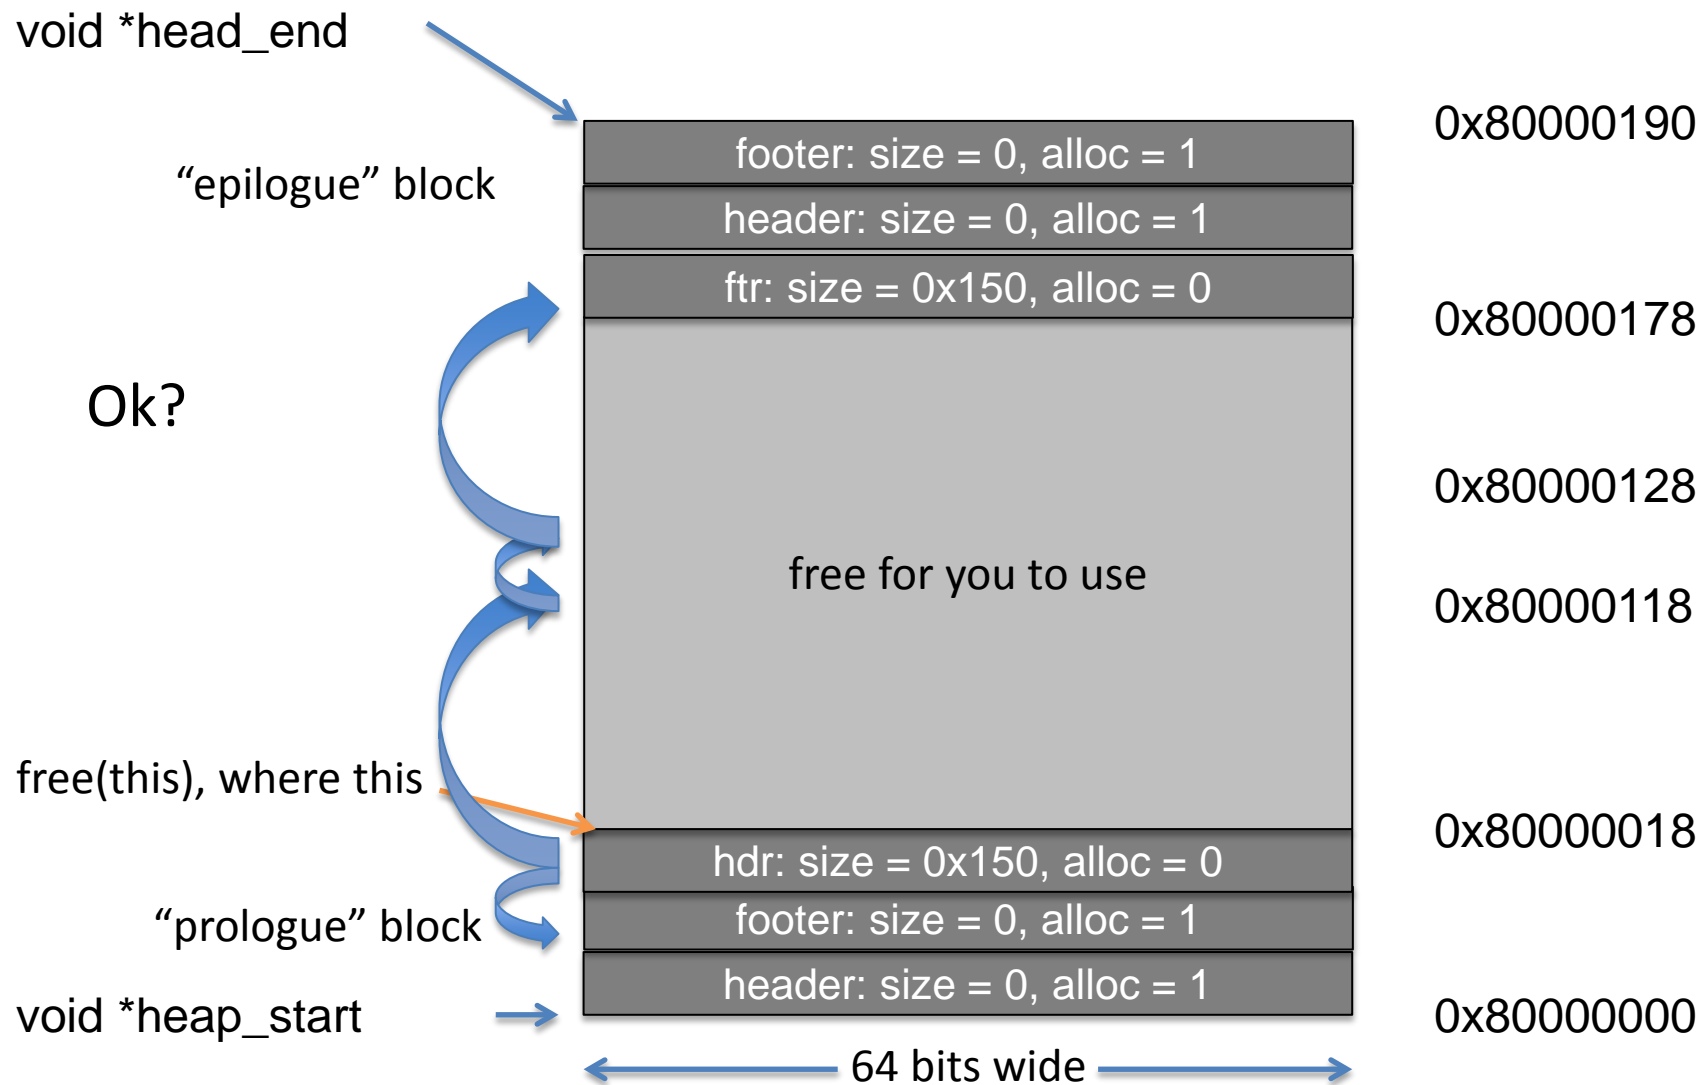 void *head_end
0x80000190
footer: size = 0, alloc = 1
“epilogue” block
header: size = 0, alloc = 1
ftr: size = 0x150, alloc = 0
0x80000178
Ok?
0x80000128
free for you to use
0x80000118
free(this), where this
0x80000018
hdr: size = 0x150, alloc = 0
“prologue” block
footer: size = 0, alloc = 1
header: size = 0, alloc = 1
void *heap_start
0x80000000
64 bits wide